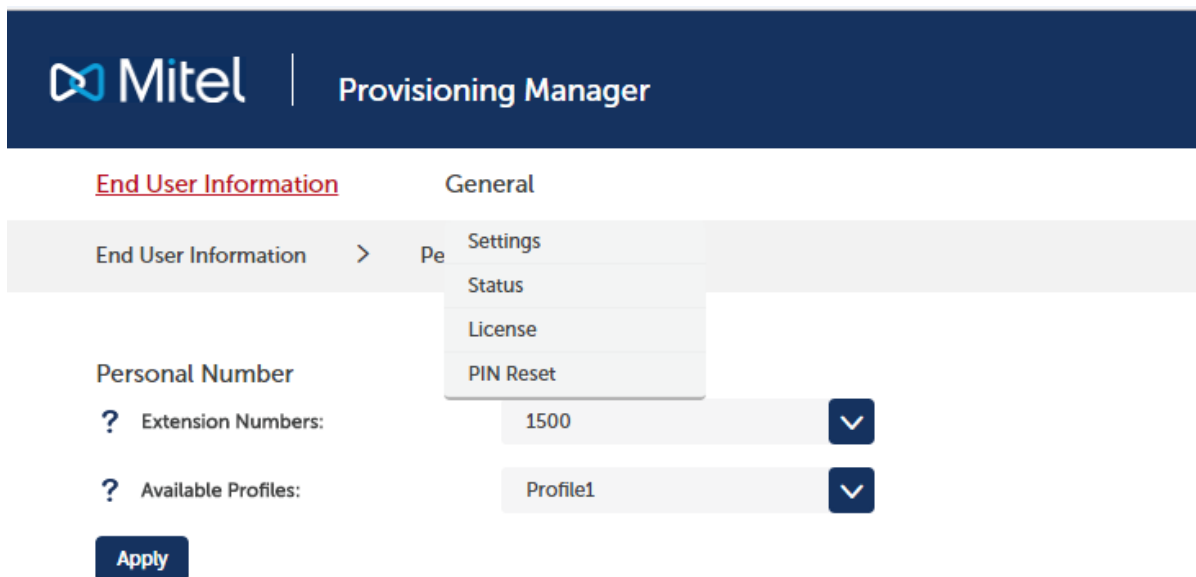 Mitel Provisioning Manager
End User Information General
End User Information > Pe
Settings
Status
License
PIN Reset
Personal Number
? Extension Numbers: 1500
? Available Profiles: Profile1
Apply